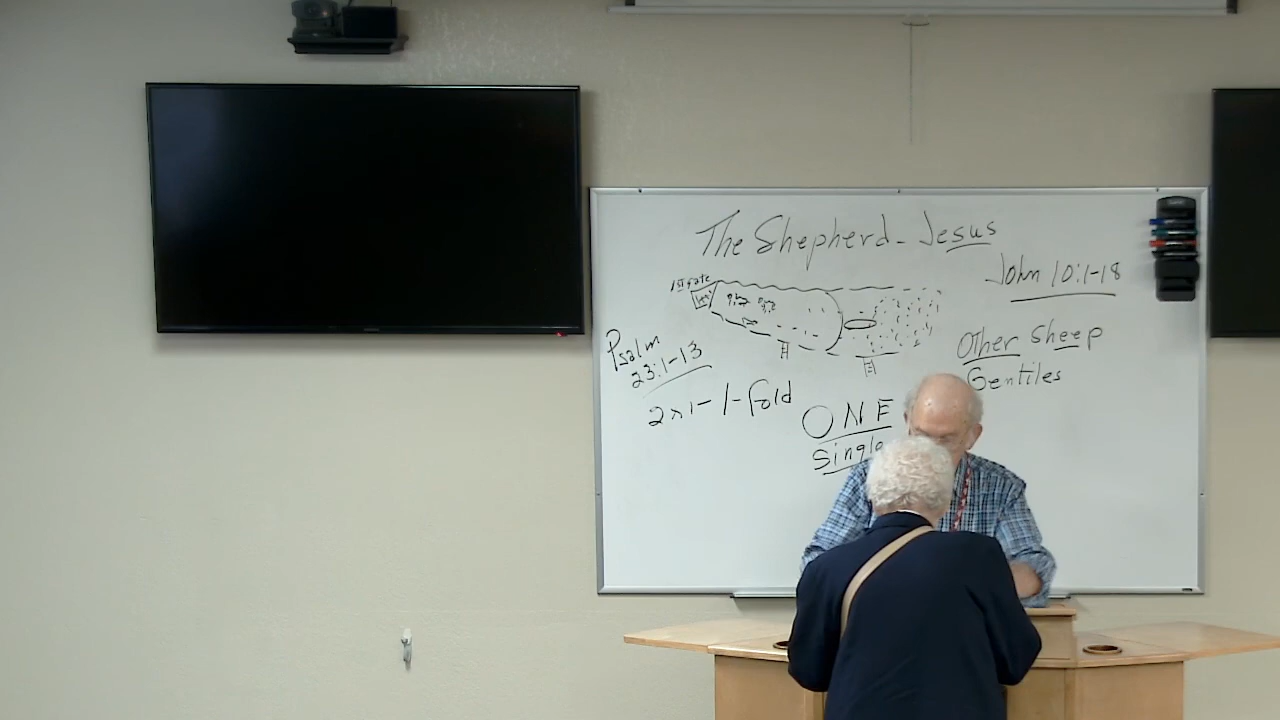 The Shepherd - Jesus
John 10:1-18
1st gate
Psalm
23:1-13
Other Sheep
Gentiles
1-fold
ONE
Single